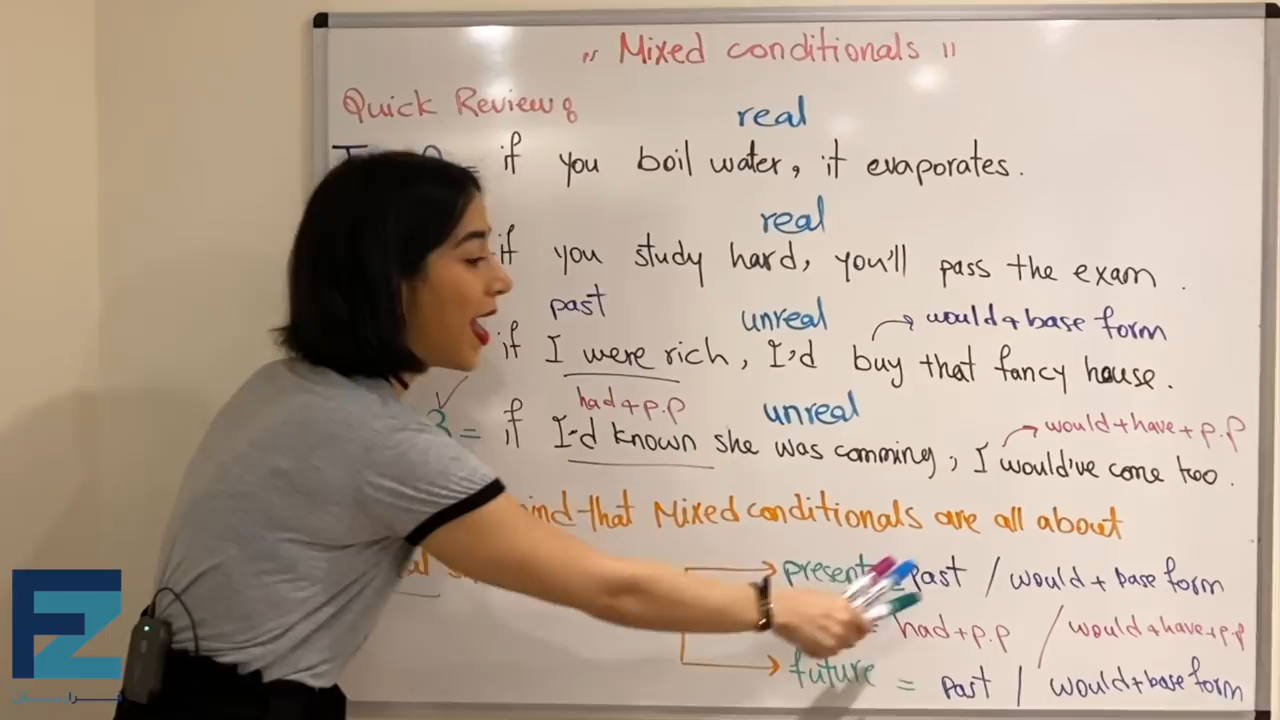 " Mixed conditionals "
Quick Review :
real
if you boil water, it evaporates.
real
if you study hard, you'll pass the exam.
past unreal would + base form
if I were rich, I'd buy that fancy house.
had + p.p unreal would + have + p.p
3 = if I'd known she was comming, I would've come too.
that Mixed conditionals are all about
present = past / would + base form
= had + p.p / would + have + p.p
future = past / would + base form
FZ